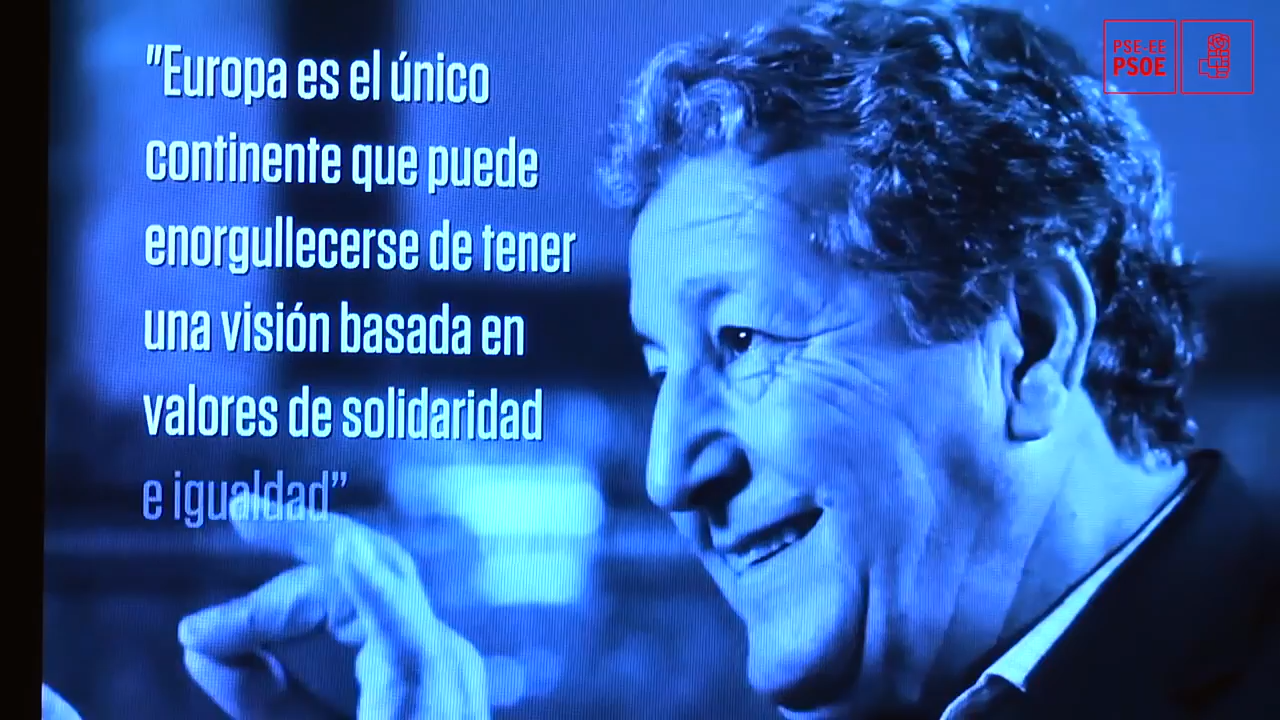 "Europa es el único
continente que puede
enorgullecerse de tener
una visión basada en
valores de solidaridad
e igualdad”
PSE-EE
PSOE